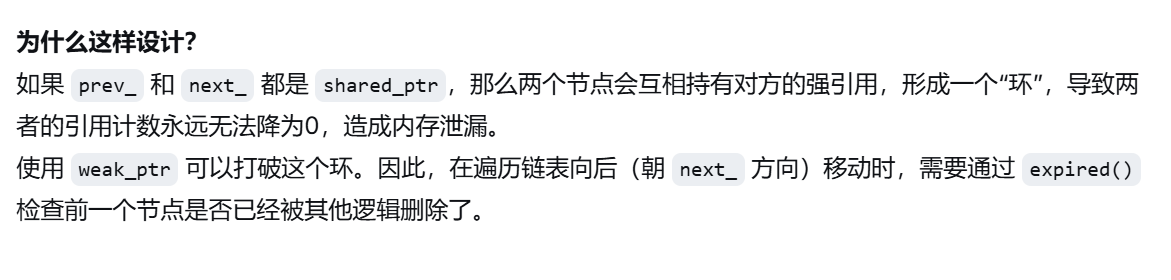 为什么这样设计？
如果 prev_ 和 next_ 都是 shared_ptr，那么两个节点会互相持有对方的强引用，形成一个“环”，导致两
者的引用计数永远无法降为0，造成内存泄漏。
使用 weak_ptr 可以打破这个环。因此，在遍历链表向后（朝 next_ 方向）移动时，需要通过 expired()
检查前一个节点是否已经被其他逻辑删除了。